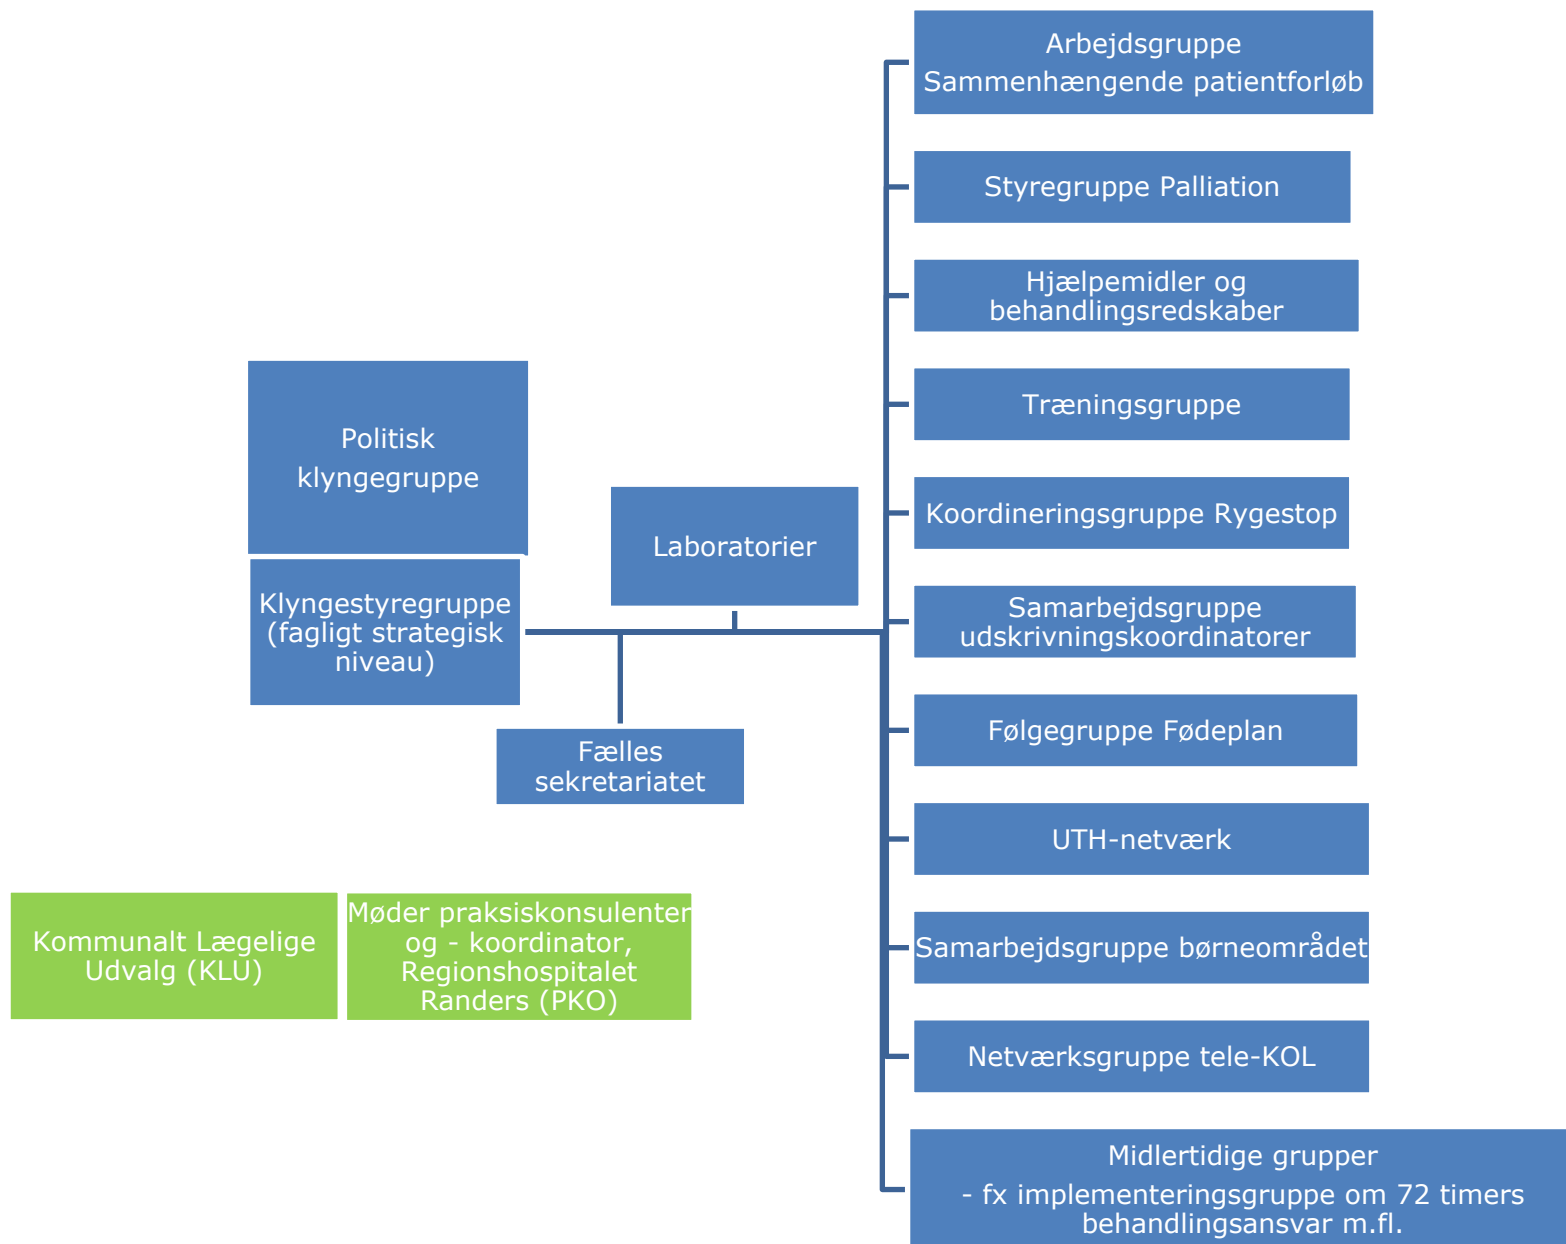 Politisk
klyngegruppe
Klyngestyregruppe
(fagligt strategisk
niveau)
Laboratorier
Fælles
sekretariatet
Kommunalt Lægelige
Udvalg (KLU)
Møder praksiskonsulenter
og - koordinator,
Regionshospitalet
Randers (PKO)
Arbejdsgruppe
Sammenhængende patientforløb
Styregruppe Palliation
Hjælpemidler og
behandlingsredskaber
Træningsgruppe
Koordineringsgruppe Rygestop
Samarbejdsgruppe
udskrivningskoordinatorer
Følgegruppe Fødeplan
UTH-netværk
Samarbejdsgruppe børneområdet
Netværksgruppe tele-KOL
Midlertidige grupper
- fx implementeringsgruppe om 72 timers
behandlingsansvar m.fl.